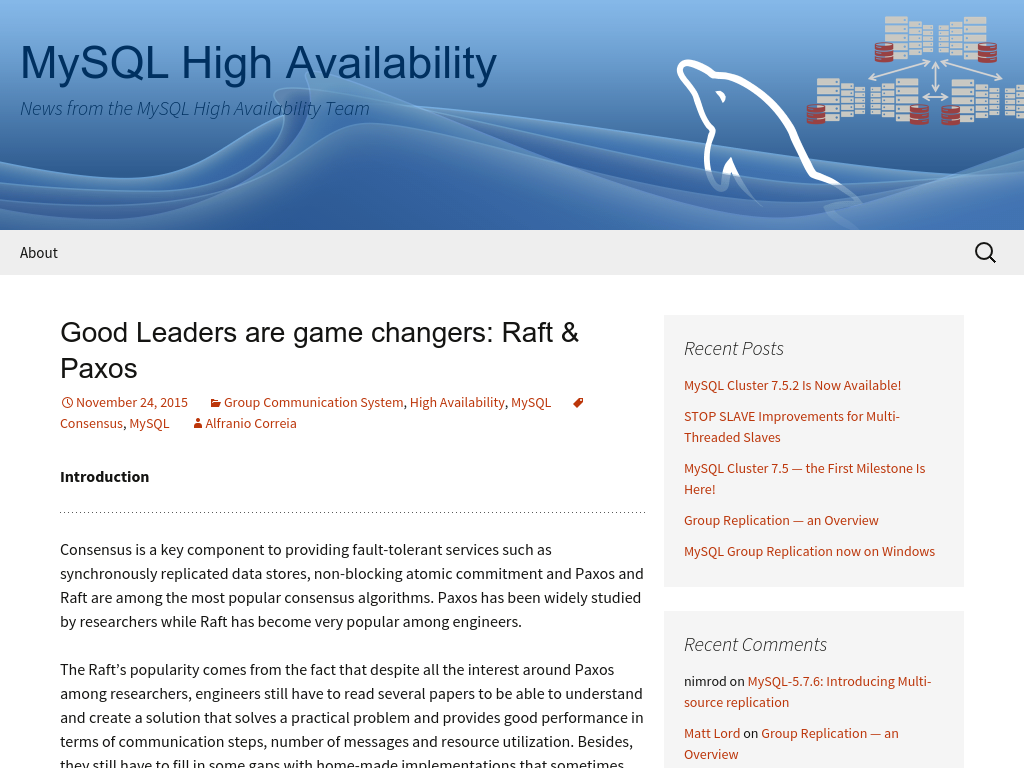 MySQL High Availability
News from the MySQL High Availability Team
About
Good Leaders are game changers: Raft &
Paxos
November 24, 2015 Group Communication System, High Availability, MySQL
Consensus, MySQL Alfranio Correia
Introduction
Consensus is a key component to providing fault-tolerant services such as
synchronously replicated data stores, non-blocking atomic commitment and Paxos and
Raft are among the most popular consensus algorithms. Paxos has been widely studied
by researchers while Raft has become very popular among engineers.
The Raft’s popularity comes from the fact that despite all the interest around Paxos
among researchers, engineers still have to read several papers to be able to understand
and create a solution that solves a practical problem and provides good performance in
terms of communication steps, number of messages and resource utilization. Besides,
they still have to fill in some gaps with home-made implementations that sometimes
Recent Posts
MySQL Cluster 7.5.2 Is Now Available!
STOP SLAVE Improvements for Multi-
Threaded Slaves
MySQL Cluster 7.5 — the First Milestone Is
Here!
Group Replication — an Overview
MySQL Group Replication now on Windows
Recent Comments
nimrod on MySQL-5.7.6: Introducing Multi-
source replication
Matt Lord on Group Replication — an
Overview